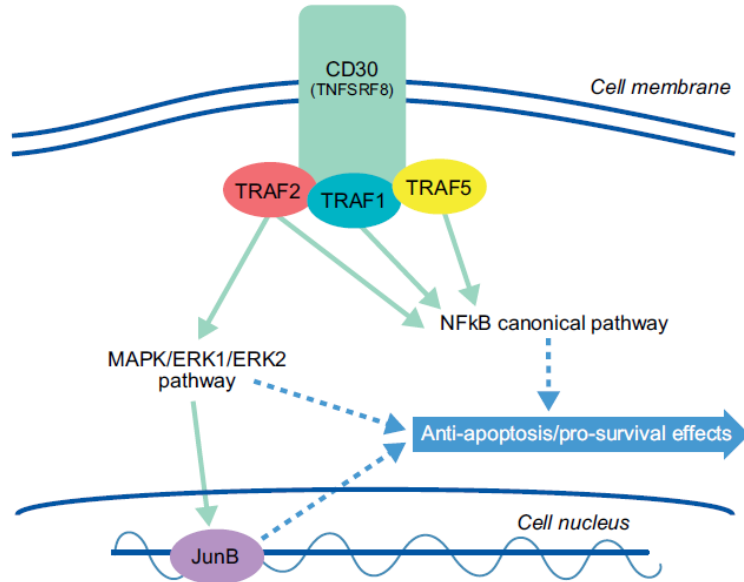 CD30
(TNFSRF8)
Cell membrane
TRAF2
TRAF1
TRAF5
NFkB canonical pathway
MAPK/ERK1/ERK2
pathway
Anti-apoptosis/pro-survival effects
Cell nucleus
JunB